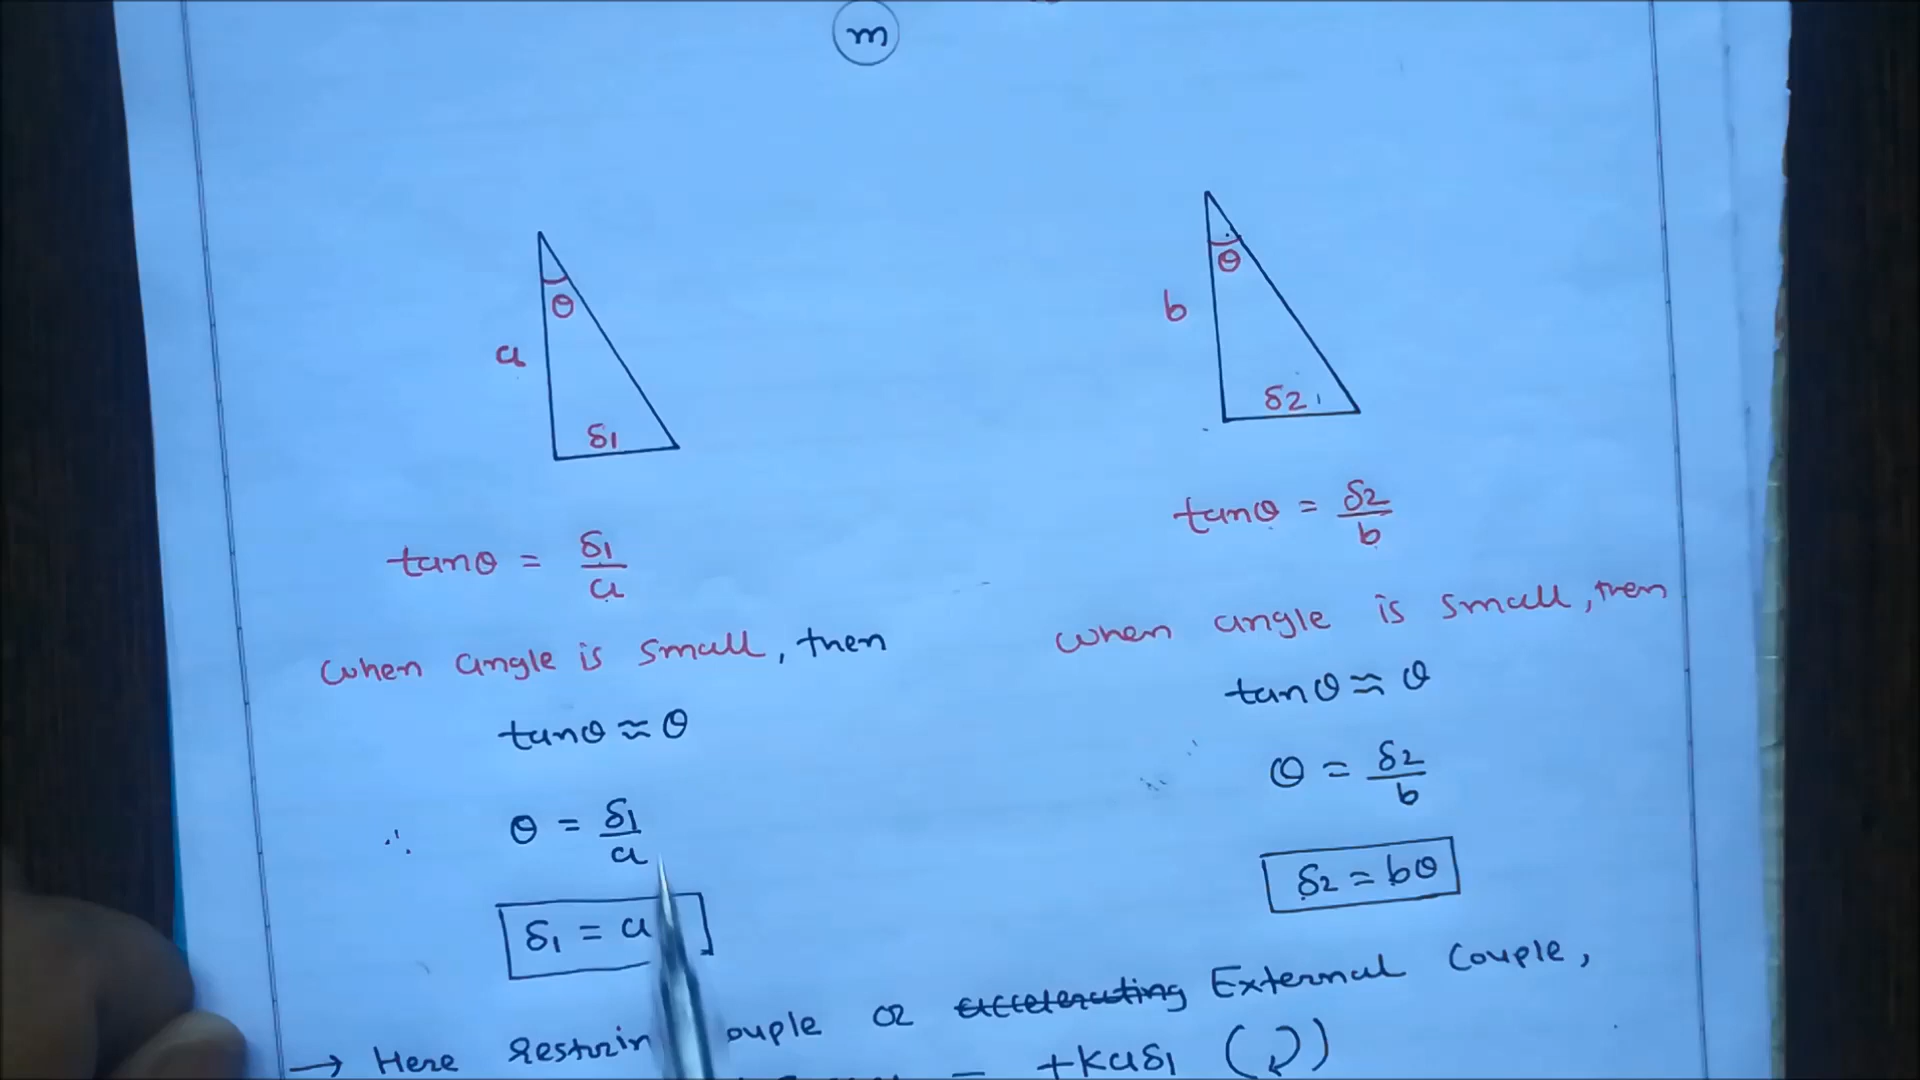 m
θ
a
δ1
tanθ = δ1/a
when angle is small, then
tanθ ≈ θ
∴ θ = δ1/a
δ1 = a
θ
b
δ2
tanθ = δ2/b
when angle is small, then
tanθ ≈ θ
θ = δ2/b
δ2 = bθ
→ Here or accelerating External Couple,
= +kaδ1 (↻)